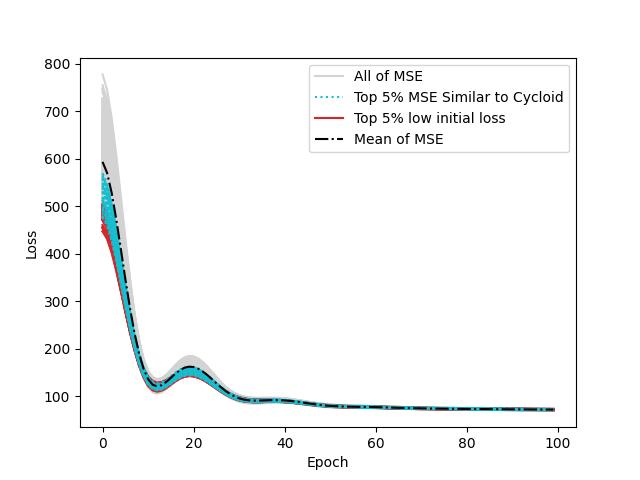 800
700
600
500
400
300
200
100
Loss
All of MSE
Top 5% MSE Similar to Cycloid
Top 5% low initial loss
Mean of MSE
0 20 40 60 80 100
Epoch